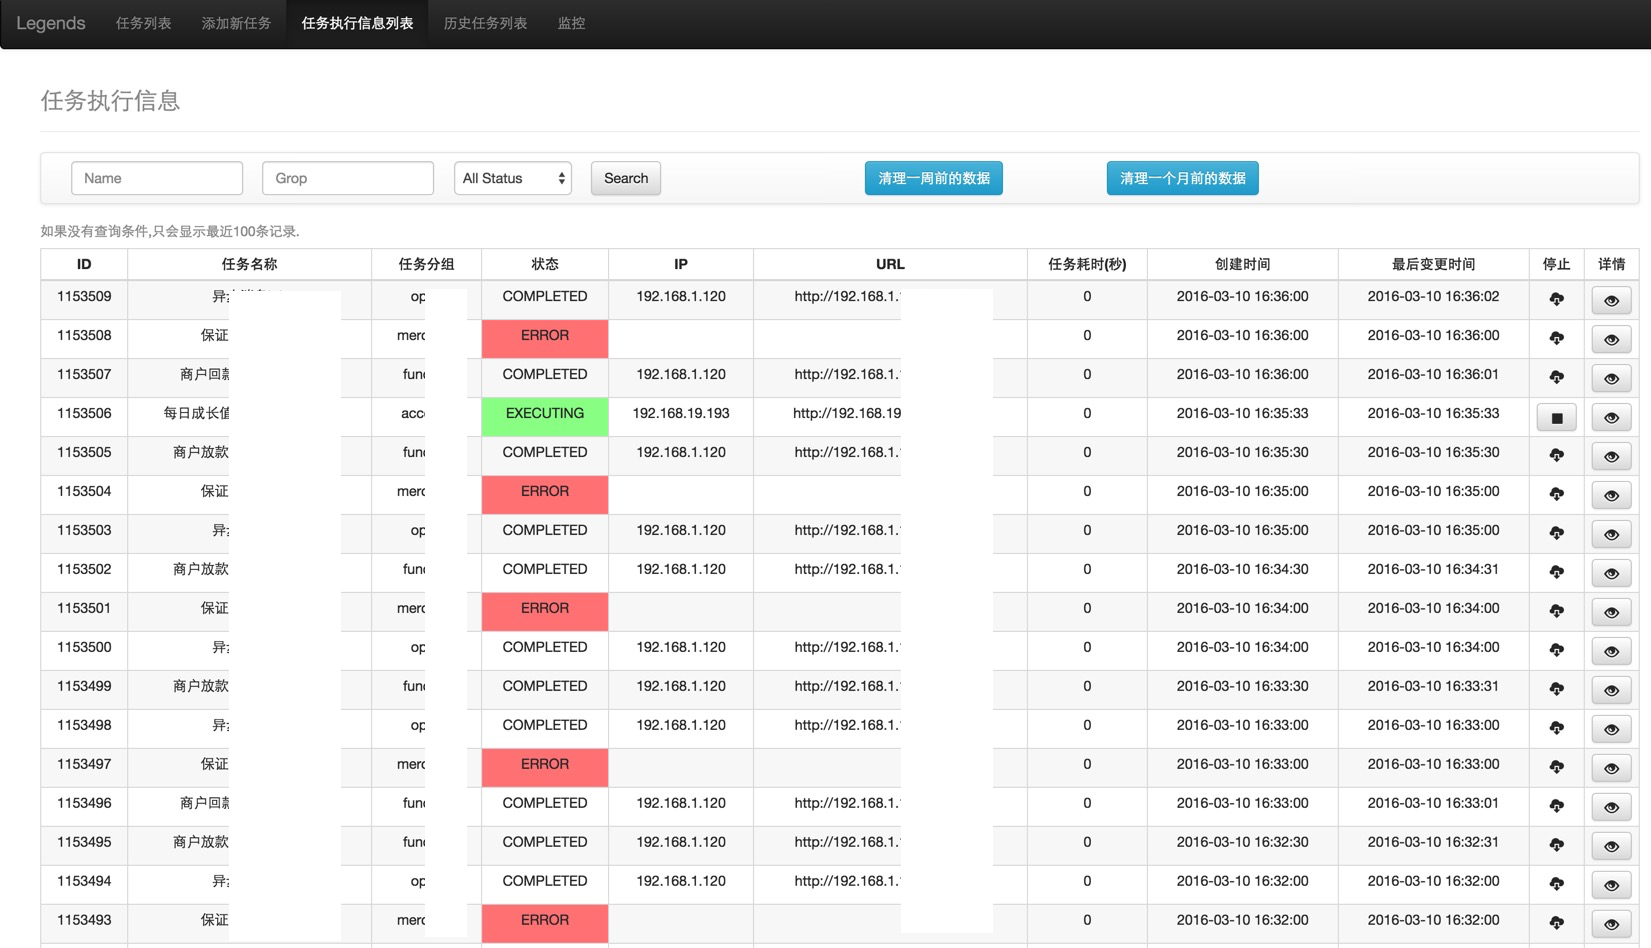 Legends 任务列表 添加新任务 任务执行信息列表 历史任务列表 监控
任务执行信息
Name Grop All Status Search 清理一周前的数据 清理一个月前的数据
如果没有查询条件,只会显示最近100条记录.
ID 任务名称 任务分组 状态 IP URL 任务耗时(秒) 创建时间 最后变更时间 停止 详情
1153509 异 op COMPLETED 192.168.1.120 http://192.168.1. 0 2016-03-10 16:36:00 2016-03-10 16:36:02
1153508 保证 merc ERROR 0 2016-03-10 16:36:00 2016-03-10 16:36:00
1153507 商户回款 func COMPLETED 192.168.1.120 http://192.168.1. 0 2016-03-10 16:36:00 2016-03-10 16:36:01
1153506 每日成长值 acc EXECUTING 192.168.19.193 http://192.168.19 0 2016-03-10 16:35:33 2016-03-10 16:35:33
1153505 商户放款 func COMPLETED 192.168.1.120 http://192.168.1. 0 2016-03-10 16:35:30 2016-03-10 16:35:30
1153504 保证 merc ERROR 0 2016-03-10 16:35:00 2016-03-10 16:35:00
1153503 异 op COMPLETED 192.168.1.120 http://192.168.1. 0 2016-03-10 16:35:00 2016-03-10 16:35:00
1153502 商户放款 func COMPLETED 192.168.1.120 http://192.168.1. 0 2016-03-10 16:34:30 2016-03-10 16:34:31
1153501 保证 merc ERROR 0 2016-03-10 16:34:00 2016-03-10 16:34:00
1153500 异 op COMPLETED 192.168.1.120 http://192.168.1. 0 2016-03-10 16:34:00 2016-03-10 16:34:00
1153499 商户放款 func COMPLETED 192.168.1.120 http://192.168.1. 0 2016-03-10 16:33:30 2016-03-10 16:33:31
1153498 异 op COMPLETED 192.168.1.120 http://192.168.1. 0 2016-03-10 16:33:00 2016-03-10 16:33:00
1153497 保证 merc ERROR 0 2016-03-10 16:33:00 2016-03-10 16:33:00
1153496 商户回款 func COMPLETED 192.168.1.120 http://192.168.1. 0 2016-03-10 16:33:00 2016-03-10 16:33:01
1153495 商户放款 func COMPLETED 192.168.1.120 http://192.168.1. 0 2016-03-10 16:32:30 2016-03-10 16:32:31
1153494 异 op COMPLETED 192.168.1.120 http://192.168.1. 0 2016-03-10 16:32:00 2016-03-10 16:32:00
1153493 保证 merc ERROR 0 2016-03-10 16:32:00 2016-03-10 16:32:00